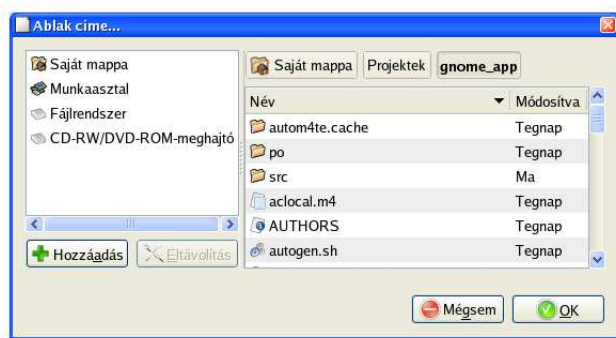 Ablak címe...
Saját mappa
Munkaasztal
Fájlrendszer
CD-RW/DVD-ROM-meghajtó
Hozzáadás
Eltávolítás
Saját mappa Projektek gnome_app
Név Módosítva
autom4te.cache Tegnap
po Tegnap
src Ma
aclocal.m4 Tegnap
AUTHORS Tegnap
autogen.sh Tegnap
Mégsem OK